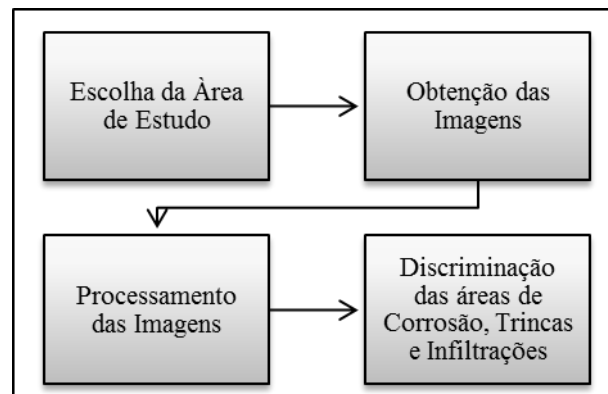 Escolha da Àrea
de Estudo
Obtenção das
Imagens
Processamento
das Imagens
Discriminação
das áreas de
Corrosão, Trincas
e Infiltrações